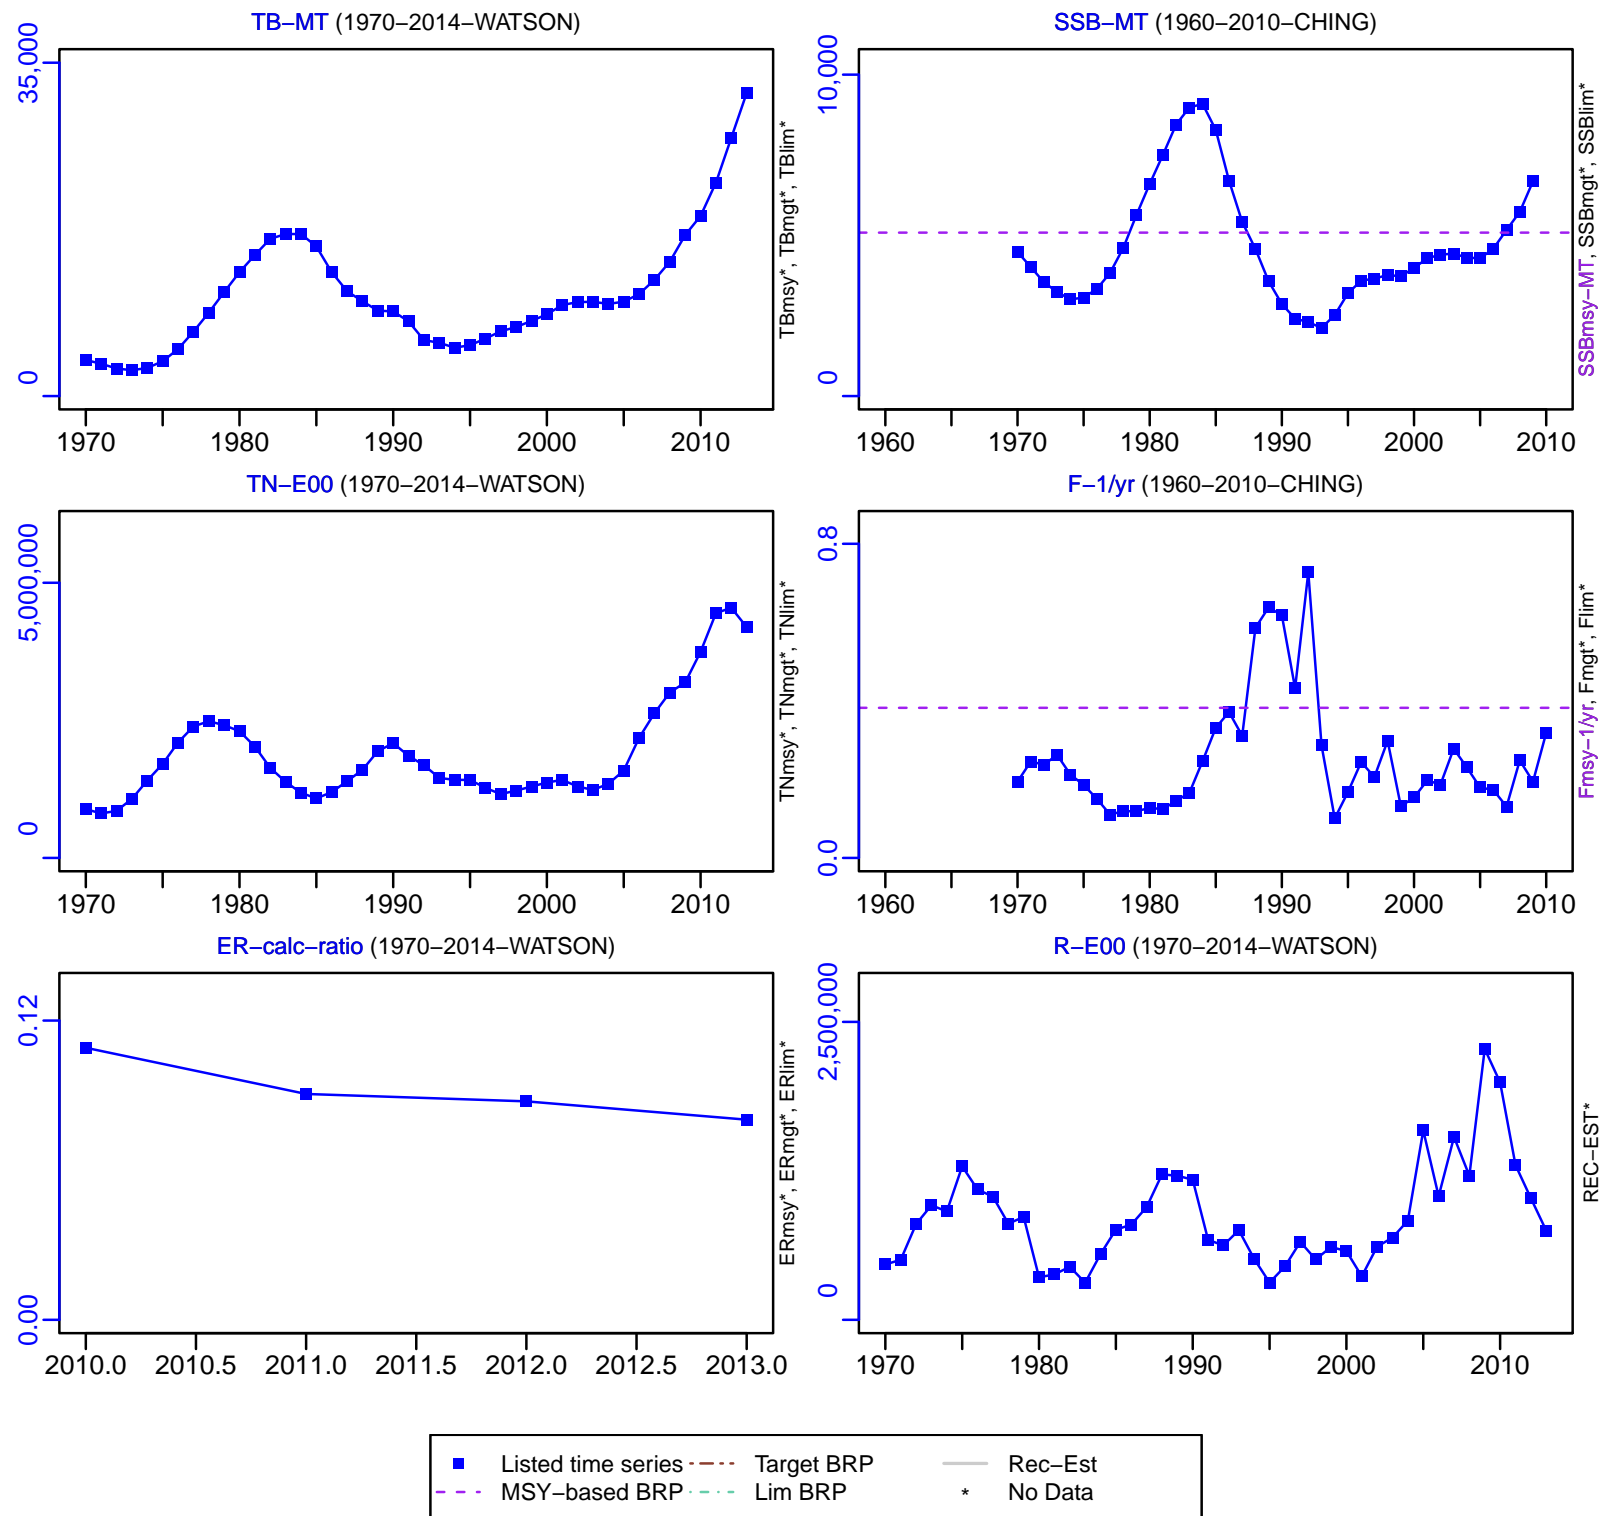 TB−MT (1970−2014−WATSON)
35,000
0
1970 1980 1990 2000 2010
TBmsy*, TBmgt*, TBlim*
SSB−MT (1960−2010−CHING)
10,000
0
1960 1970 1980 1990 2000 2010
SSBmsy−MT, SSBmgt*, SSBlim*
TN−E00 (1970−2014−WATSON)
5,000,000
0
1970 1980 1990 2000 2010
TNmsy*, TNmgt*, TNlim*
F−1/yr (1960−2010−CHING)
0.8
0.0
1960 1970 1980 1990 2000 2010
Fmsy−1/yr, Fmgt*, Flim*
ER−calc−ratio (1970−2014−WATSON)
0.12
0.00
2010.0 2010.5 2011.0 2011.5 2012.0 2012.5 2013.0
ERmsy*, ERmgt*, ERlim*
R−E00 (1970−2014−WATSON)
2,500,000
0
1970 1980 1990 2000 2010
REC−EST*
Listed time series Target BRP Rec−Est
MSY−based BRP Lim BRP * No Data